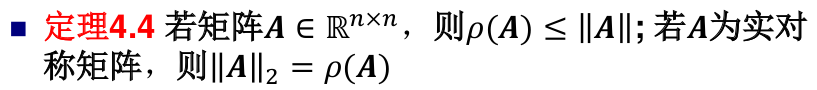 ■ 定理4.4 若矩阵𝑨 ∈ ℝⁿˣⁿ，则𝜌(𝑨) ≤ ‖𝑨‖; 若𝑨为实对
称矩阵，则‖𝑨‖₂ = 𝜌(𝑨)